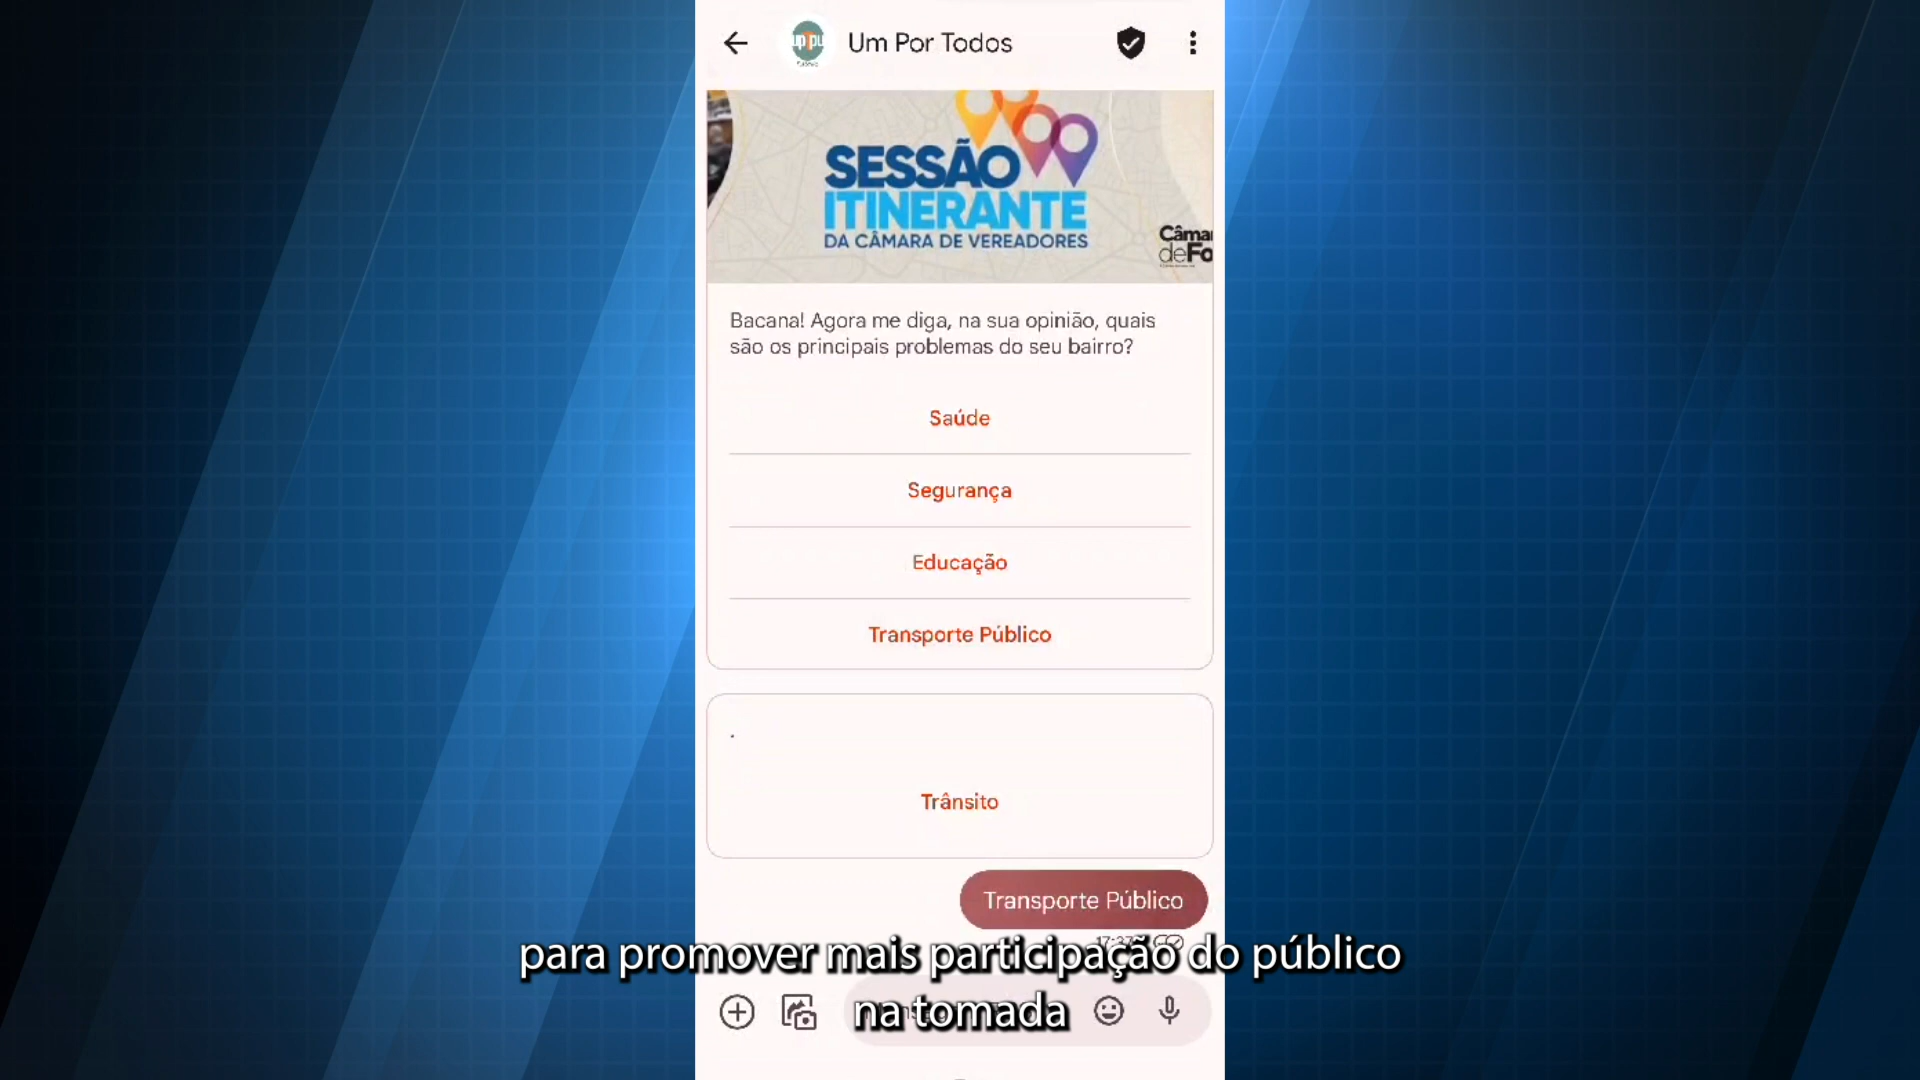 Um Por Todos
SESSÃO
ITINERANTE
DA CÂMARA DE VEREADORES
Bacana! Agora me diga, na sua opinião, quais
são os principais problemas do seu bairro?
Saúde
Segurança
Educação
Transporte Público
.
Trânsito
Transporte Público
para promover mais participação do público
na tomada